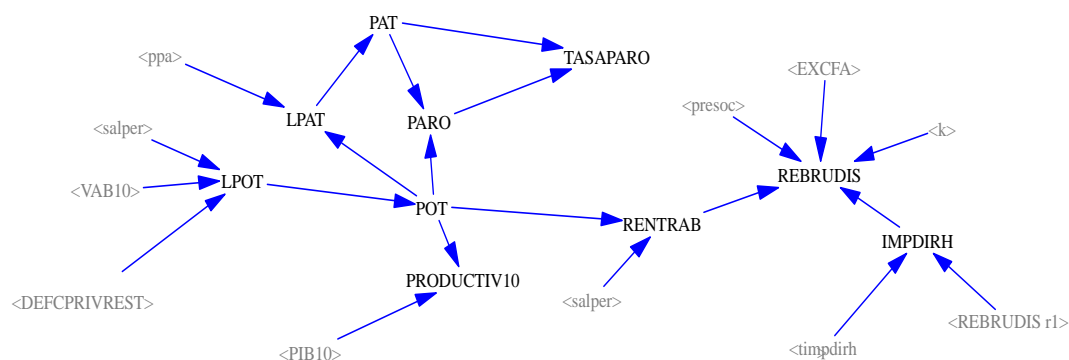 PAT
<ppa>
TASAPARO
<EXCFA>
<presoc>
LPAT
PARO
<salper>
<k>
REBRUDIS
LPOT
<VAB10>
POT
RENTRAB
IMPDIRH
PRODUCTIV10
<DEFCPRIVREST>
<salper>
<REBRUDIS r1>
<PIB10>
<timpdirh>